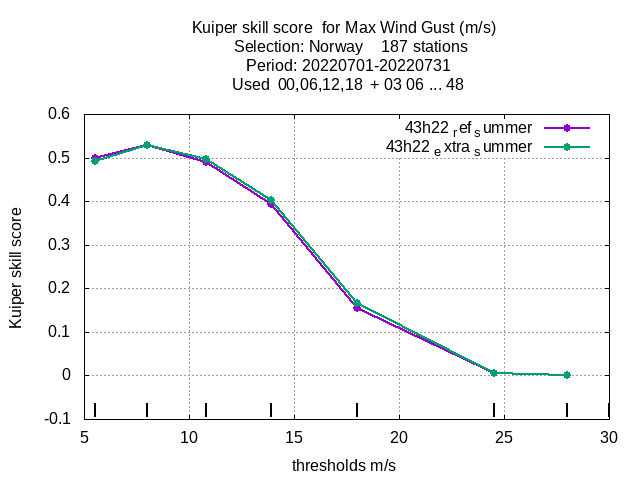 Kuiper skill score  for Max Wind Gust (m/s)
Selection: Norway    187 stations
Period: 20220701-20220731
Used  00,06,12,18  + 03 06 ... 48
43h22 ref summer
43h22 extra summer
0.6
0.5
0.4
0.3
0.2
0.1
0
-0.1
Kuiper skill score
5 10 15 20 25 30
thresholds m/s